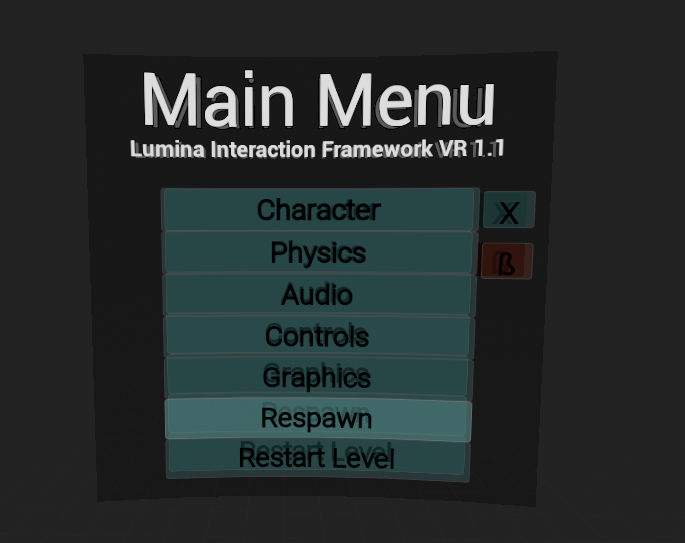 Main Menu
Lumina Interaction Framework VR 1.1
Character
X
Physics
ß
Audio
Controls
Graphics
Respawn
Restart Level